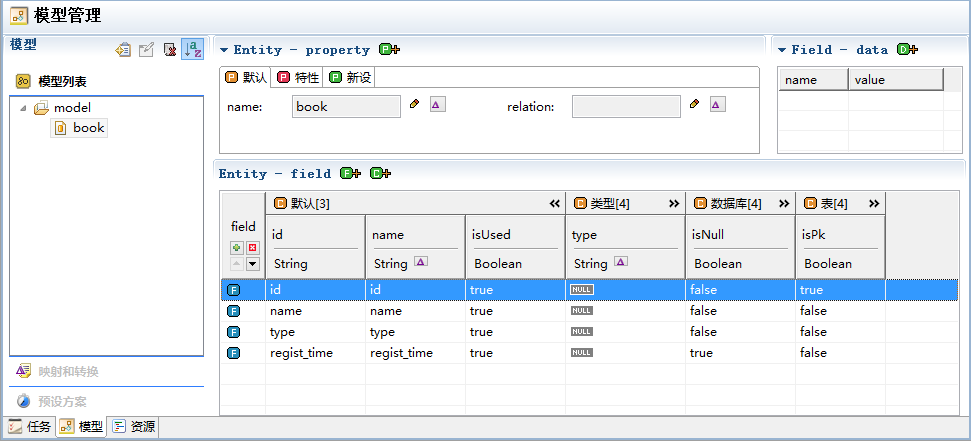 模型管理
模型
模型列表
model
book
映射和转换
预设方案
Entity - property
默认 特性 新设
name: book relation:
Field - data
name value
Entity - field
field 默认[3] 类型[4] 数据库[4] 表[4]
id name isUsed type isNull isPk
String String Boolean String Boolean Boolean
id id true NULL false true
name name true NULL false false
type type true NULL false false
regist_time regist_time true NULL true false
任务 模型 资源